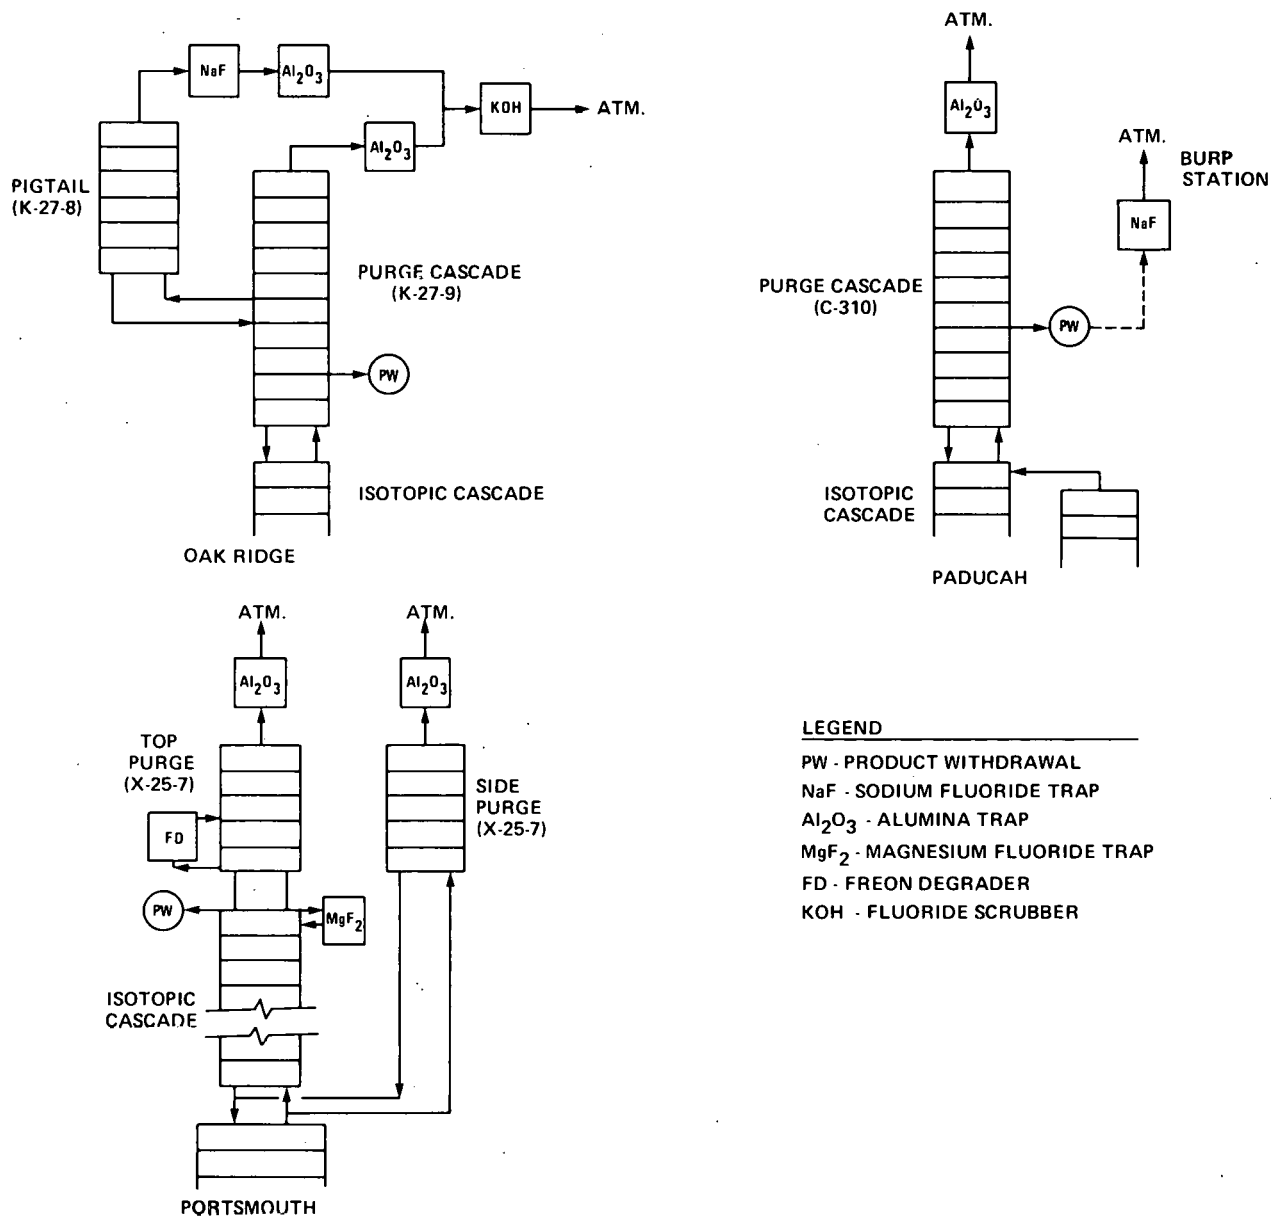 NaF
Al2O3
KOH
ATM.
Al2O3
PIGTAIL
(K-27-8)
PURGE CASCADE
(K-27-9)
PW
ISOTOPIC CASCADE
OAK RIDGE
ATM.
Al2O3
ATM.
BURP
STATION
NaF
PURGE CASCADE
(C-310)
PW
ISOTOPIC
CASCADE
PADUCAH
ATM.
ATM.
Al2O3
Al2O3
TOP
PURGE
(X-25-7)
SIDE
PURGE
(X-25-7)
FD
PW
MgF2
ISOTOPIC
CASCADE
PORTSMOUTH
LEGEND
PW - PRODUCT WITHDRAWAL
NaF - SODIUM FLUORIDE TRAP
Al2O3 - ALUMINA TRAP
MgF2 - MAGNESIUM FLUORIDE TRAP
FD - FREON DEGRADER
KOH - FLUORIDE SCRUBBER